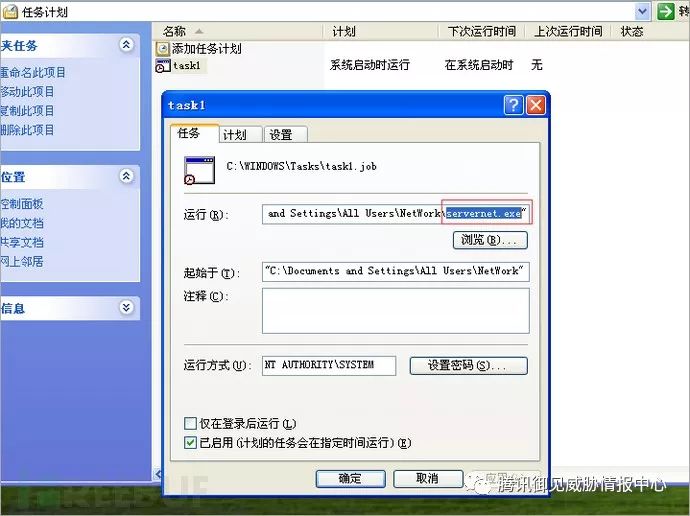 任务计划
转
名称 计划 下次运行时间 上次运行时间 状态
夹任务
添加任务计划
task1 系统启动时运行 在系统启动时 无
重命名此项目
移动此项目
复制此项目
删除此项目
位置
控制面板
我的文档
共享文档
网上邻居
信息
task1
任务 计划 设置
C:\WINDOWS\Tasks\task1.job
运行(R): and Settings\All Users\NetWork\servernet.exe"
浏览(B)...
起始于(T): "C:\Documents and Settings\All Users\NetWork"
注释(C):
运行方式(U): NT AUTHORITY\SYSTEM 设置密码(S)...
仅在登录后运行(L)
已启用(计划的任务会在指定时间运行)(E)
确定 取消
REEBUF
腾讯御见威胁情报中心